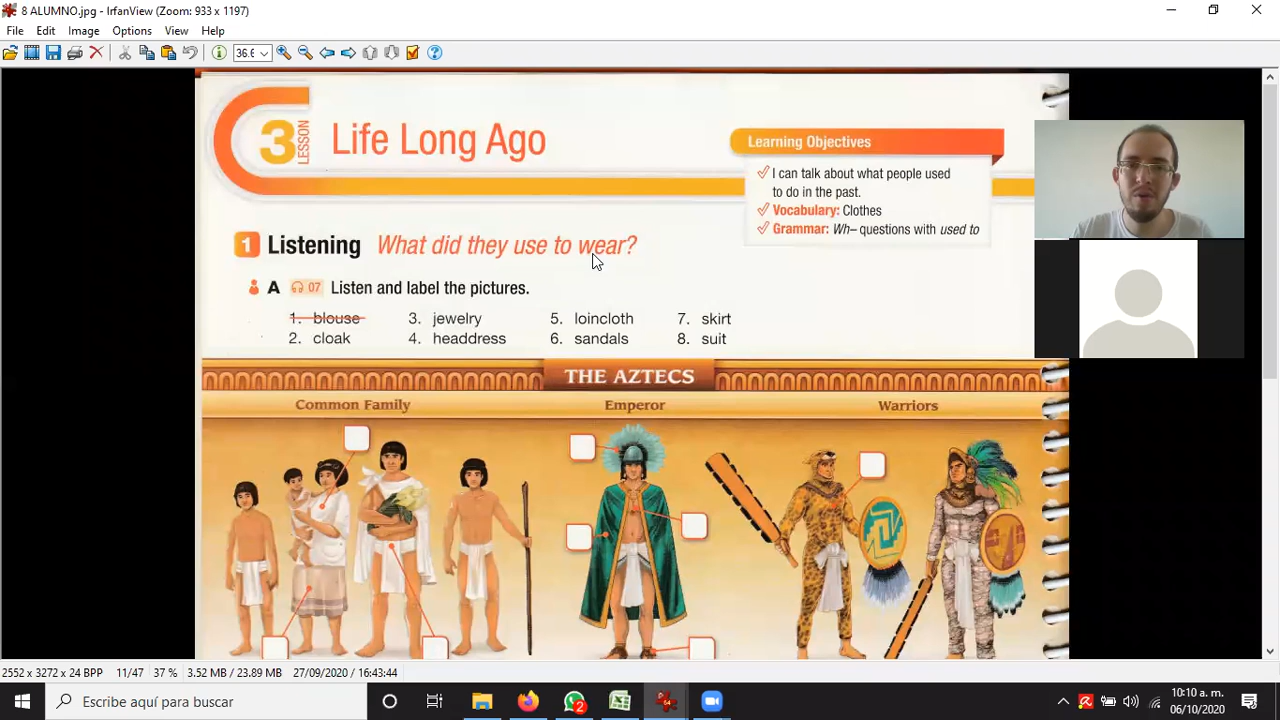 8 ALUMNO.jpg - IrfanView (Zoom: 933 x 1197)
File Edit Image Options View Help
36.6
3 LESSON
Life Long Ago
Learning Objectives
I can talk about what people used
to do in the past.
Vocabulary: Clothes
Grammar: Wh– questions with used to
1 Listening What did they use to wear?
A 07 Listen and label the pictures.
1. blouse 3. jewelry 5. loincloth 7. skirt
2. cloak 4. headdress 6. sandals 8. suit
THE AZTECS
Common Family Emperor Warriors
2552 x 3272 x 24 BPP 11/47 37 % 3.52 MB / 23.89 MB 27/09/2020 / 16:43:44
Escribe aquí para buscar
2
64
10:10 a. m.
06/10/2020